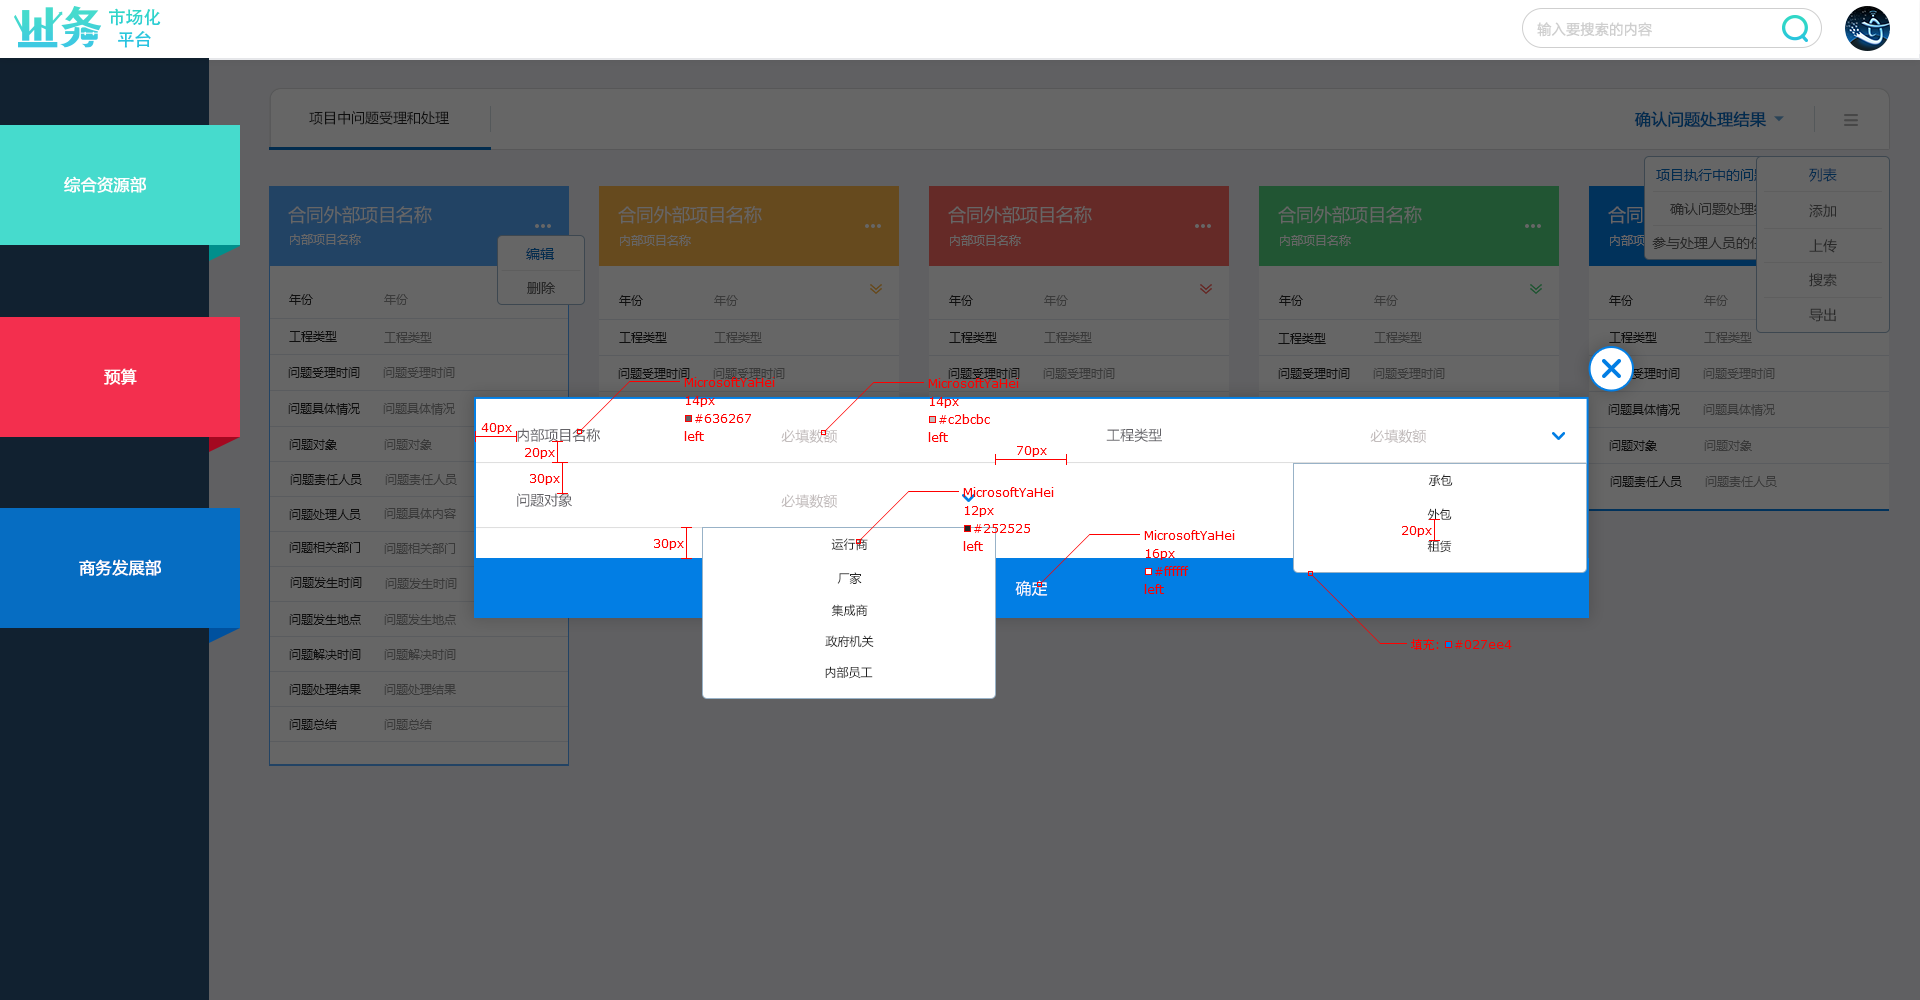 业务 市场化
平台
输入要搜索的内容
综合资源部
预算
商务发展部
项目中问题受理和处理
确认问题处理结果
项目执行中的问
确认问题处理
参与处理人员的
列表
添加
上传
搜索
导出
合同外部项目名称
内部项目名称
编辑
删除
年份 年份
工程类型 工程类型
问题受理时间 问题受理时间
问题具体情况 问题具体情况
问题对象 问题对象
问题责任人员 问题责任人员
问题处理人员 问题具体内容
问题相关部门 问题相关部门
问题发生时间 问题发生时间
问题发生地点 问题发生地点
问题解决时间 问题解决时间
问题处理结果 问题处理结果
问题总结 问题总结
合同外部项目名称
内部项目名称
年份 年份
工程类型 工程类型
问题受理时间 问题受理时间
合同外部项目名称
内部项目名称
年份 年份
工程类型 工程类型
问题受理时间 问题受理时间
合同外部项目名称
内部项目名称
年份 年份
工程类型 工程类型
问题受理时间 问题受理时间
合同
内部项
年份 年份
工程类型 工程类型
受理时间 问题受理时间
问题具体情况 问题具体情况
问题对象 问题对象
问题责任人员 问题责任人员
MicrosoftYaHei
14px
#636267
left
MicrosoftYaHei
14px
#c2bcbc
left
40px
内部项目名称 必填数额 工程类型 必填数额
20px
70px
30px
问题对象 必填数额
MicrosoftYaHei
12px
#252525
left
30px
运行商
厂家
集成商
政府机关
内部员工
承包
外包
20px
租赁
MicrosoftYaHei
16px
#ffffff
left
确定
填充: #027ee4